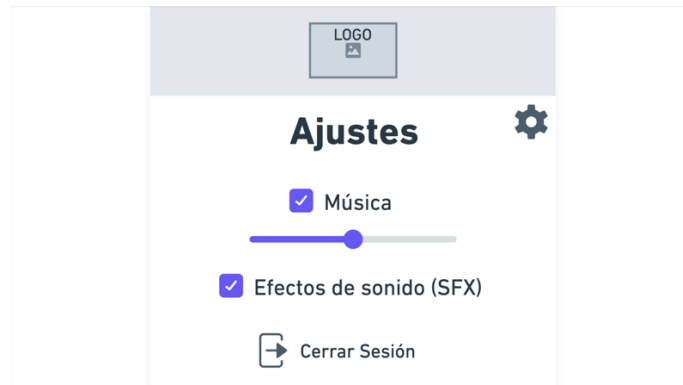 LOGO
Ajustes
Música
Efectos de sonido (SFX)
Cerrar Sesión